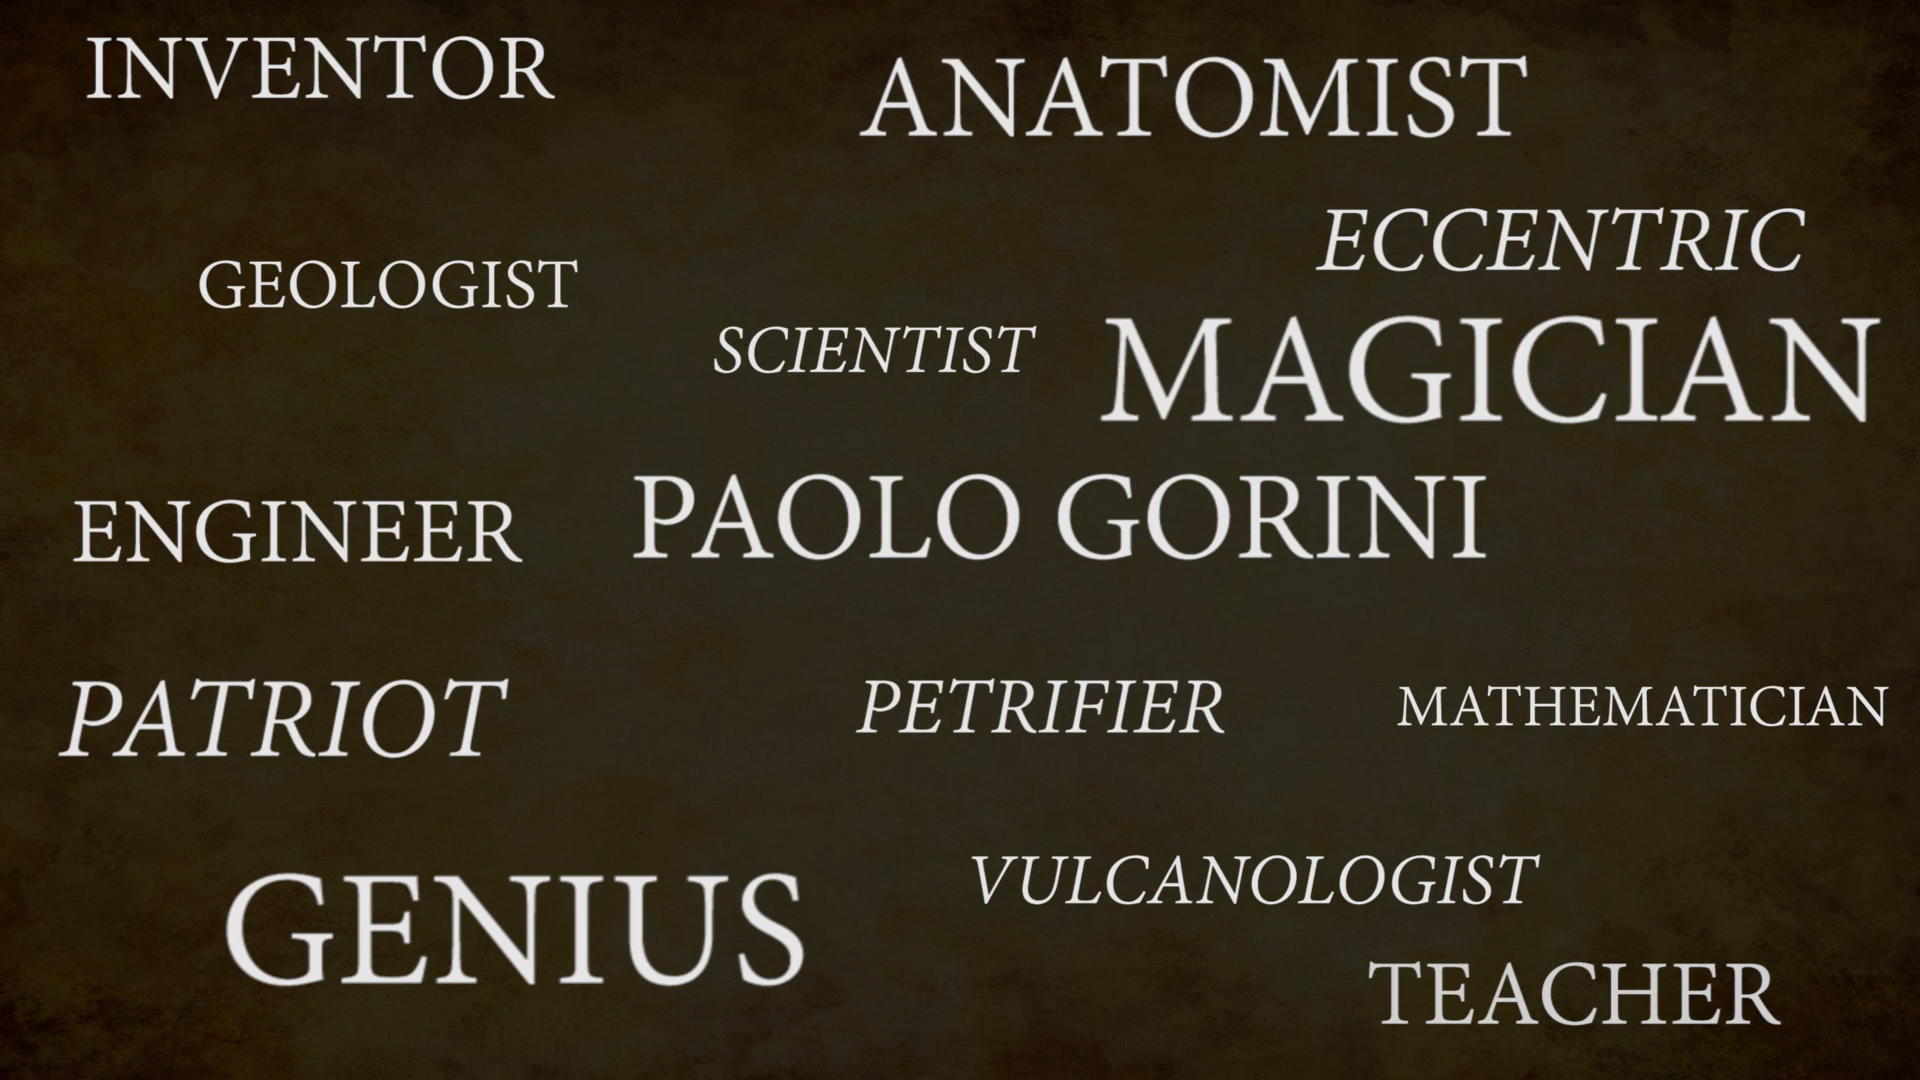 INVENTOR
ANATOMIST
ECCENTRIC
GEOLOGIST
SCIENTIST
MAGICIAN
ENGINEER
PAOLO GORINI
PATRIOT
PETRIFIER
MATHEMATICIAN
GENIUS
VULCANOLOGIST
TEACHER